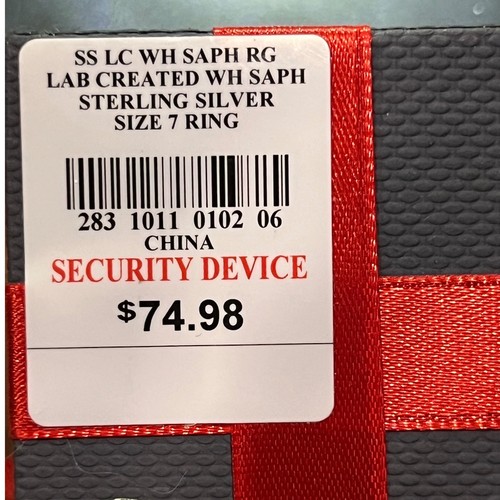 SS LC WH SAPH RG
LAB CREATED WH SAPH
STERLING SILVER
SIZE 7 RING
283 1011 0102 06
CHINA
SECURITY DEVICE
$74.98